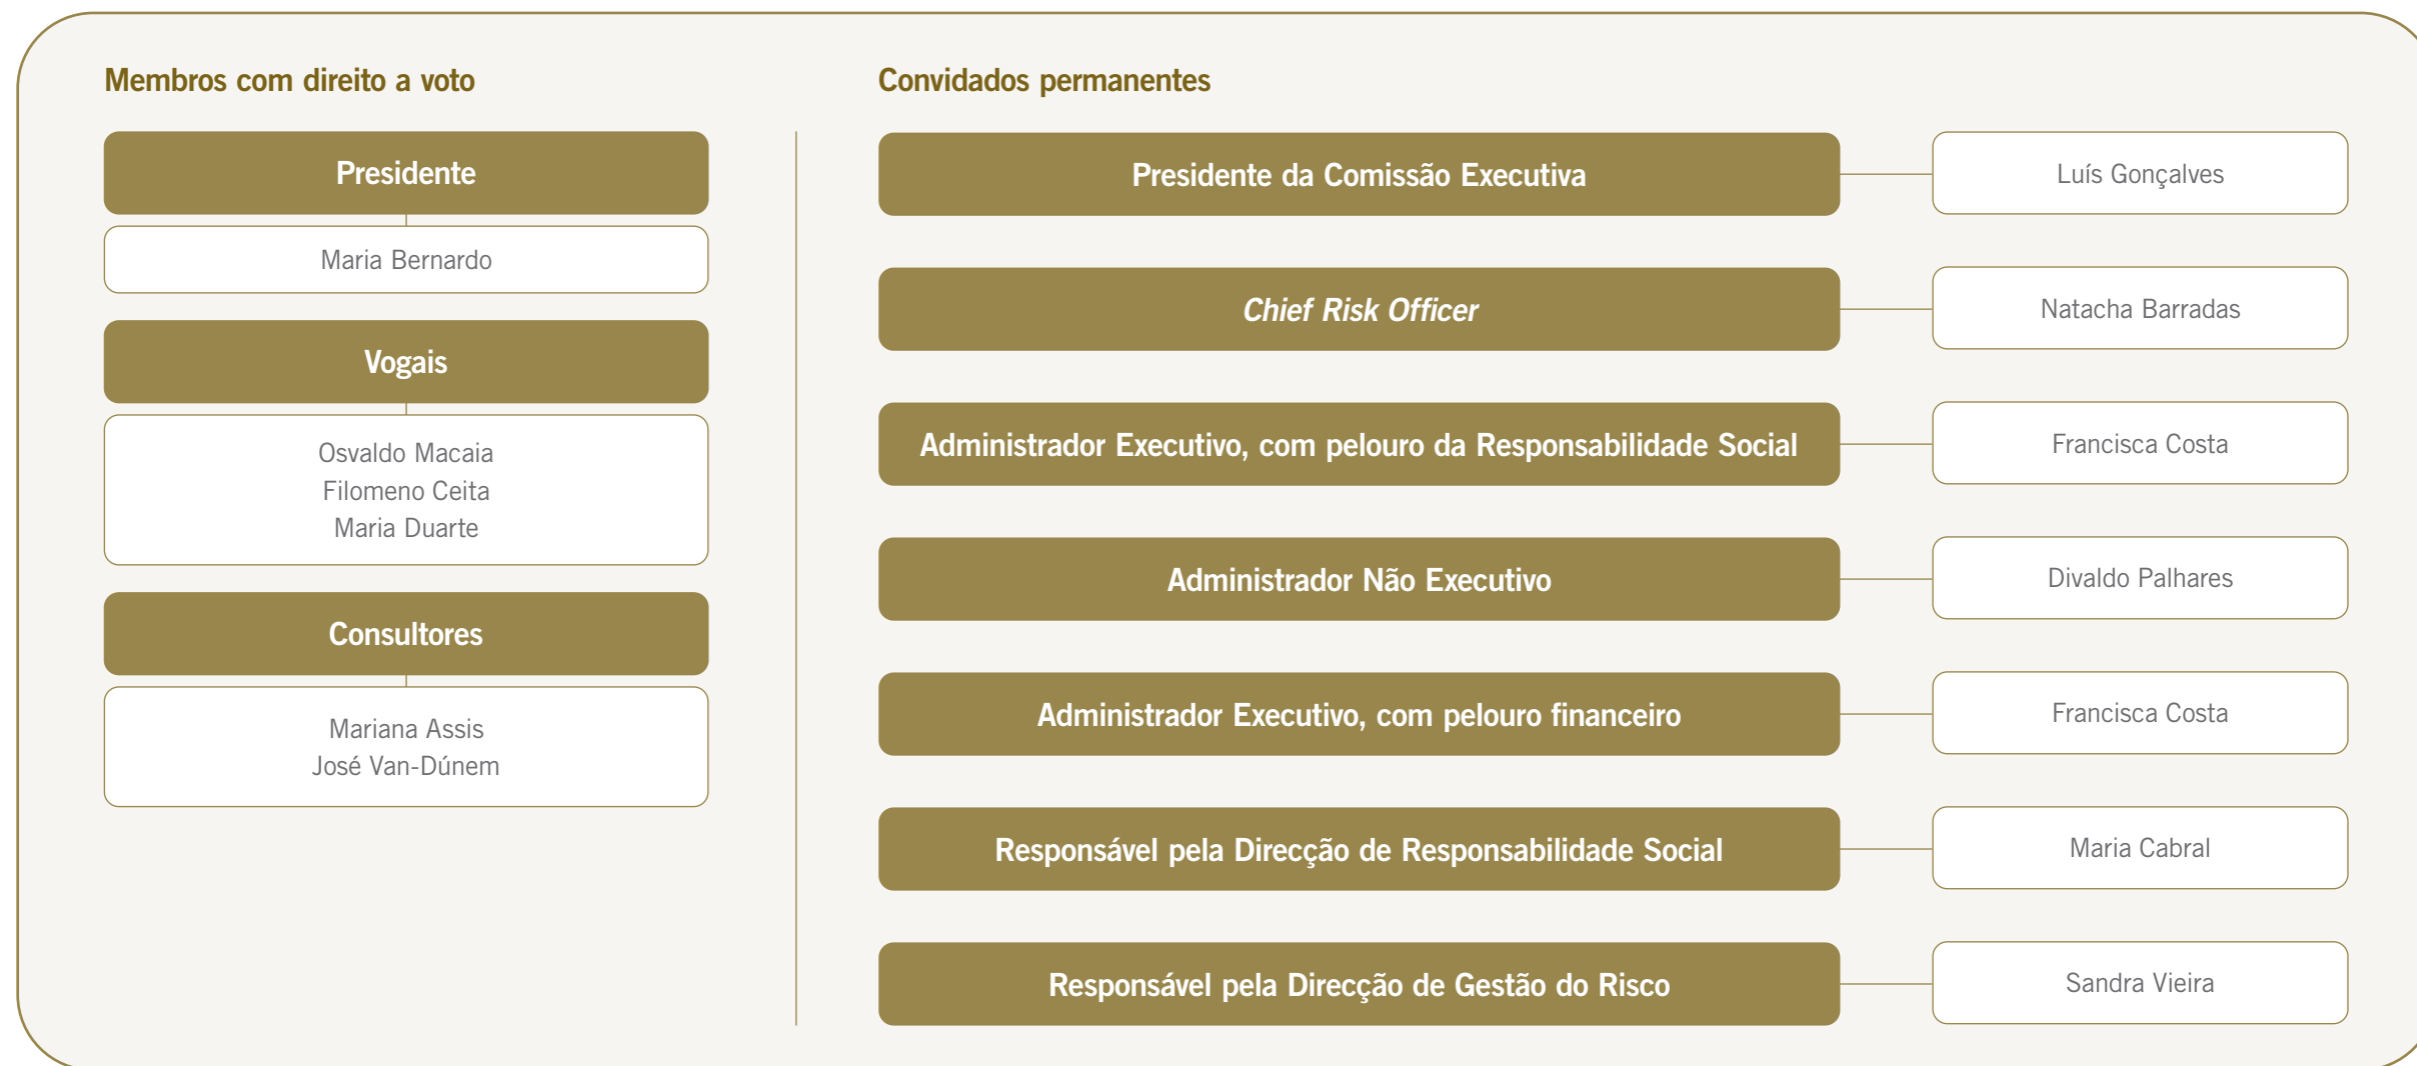 Membros com direito a voto
Presidente
Maria Bernardo
Vogais
Osvaldo Macaia
Filomeno Ceita
Maria Duarte
Consultores
Mariana Assis
José Van-Dúnem
Convidados permanentes
Presidente da Comissão Executiva
Luís Gonçalves
Chief Risk Officer
Natacha Barradas
Administrador Executivo, com pelouro da Responsabilidade Social
Francisca Costa
Administrador Não Executivo
Divaldo Palhares
Administrador Executivo, com pelouro financeiro
Francisca Costa
Responsável pela Direcção de Responsabilidade Social
Maria Cabral
Responsável pela Direcção de Gestão do Risco
Sandra Vieira